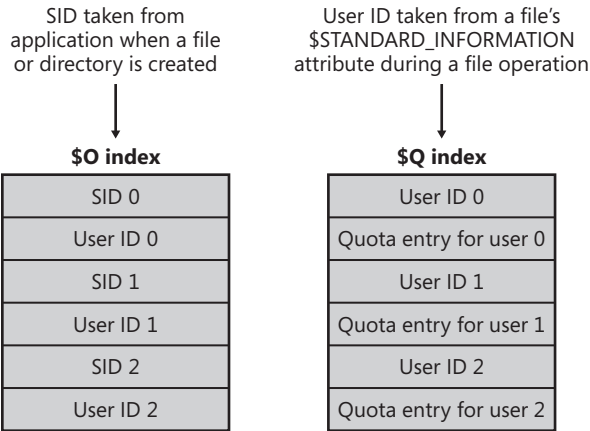 SID taken from
application when a file
or directory is created
$O index
SID 0
User ID 0
SID 1
User ID 1
SID 2
User ID 2
User ID taken from a file’s
$STANDARD_INFORMATION
attribute during a file operation
$Q index
User ID 0
Quota entry for user 0
User ID 1
Quota entry for user 1
User ID 2
Quota entry for user 2